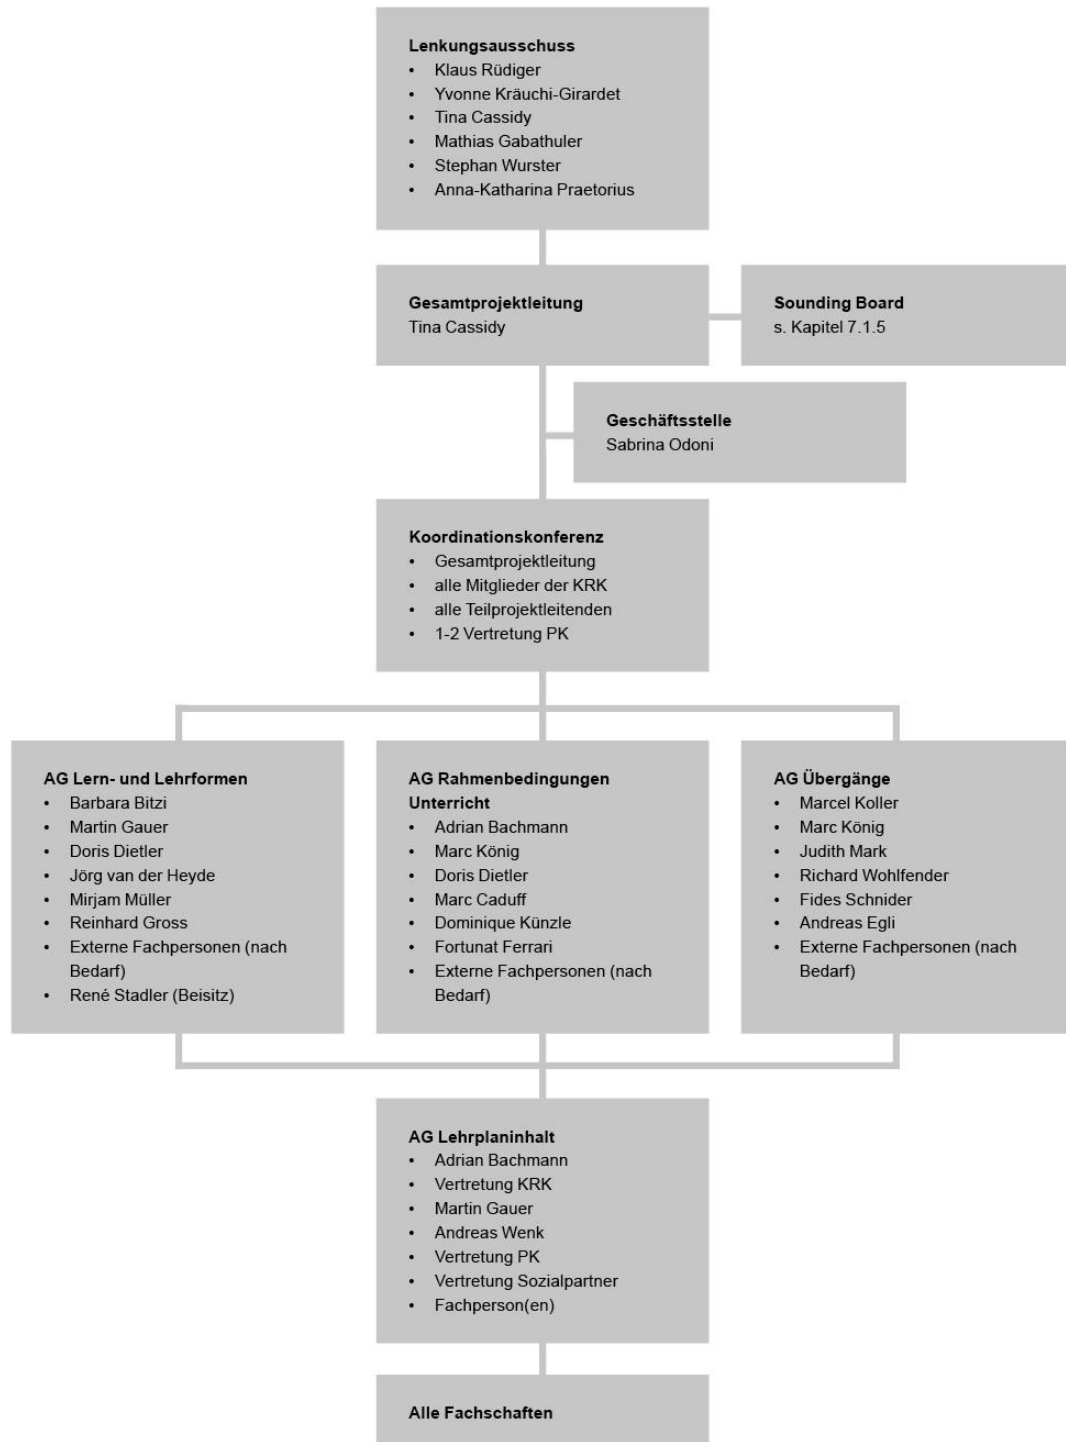 Lenkungsausschuss
• Klaus Rüdiger
• Yvonne Kräuchi-Girardet
• Tina Cassidy
• Mathias Gabathuler
• Stephan Wurster
• Anna-Katharina Praetorius
Gesamtprojektleitung
Tina Cassidy
Sounding Board
s. Kapitel 7.1.5
Geschäftsstelle
Sabrina Odoni
Koordinationskonferenz
• Gesamtprojektleitung
• alle Mitglieder der KRK
• alle Teilprojektleitenden
• 1-2 Vertretung PK
AG Lern- und Lehrformen
• Barbara Bitzi
• Martin Gauer
• Doris Dietler
• Jörg van der Heyde
• Mirjam Müller
• Reinhard Gross
• Externe Fachpersonen (nach
Bedarf)
• René Stadler (Beisitz)
AG Rahmenbedingungen
Unterricht
• Adrian Bachmann
• Marc König
• Doris Dietler
• Marc Caduff
• Dominique Künzle
• Fortunat Ferrari
• Externe Fachpersonen (nach
Bedarf)
AG Übergänge
• Marcel Koller
• Marc König
• Judith Mark
• Richard Wohlfender
• Fides Schnider
• Andreas Egli
• Externe Fachpersonen (nach
Bedarf)
AG Lehrplaninhalt
• Adrian Bachmann
• Vertretung KRK
• Martin Gauer
• Andreas Wenk
• Vertretung PK
• Vertretung Sozialpartner
• Fachperson(en)
Alle Fachschaften